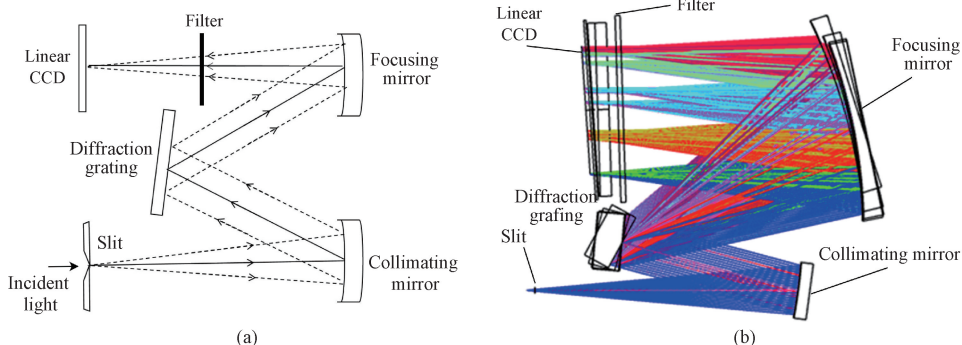 Linear
CCD
Filter
Focusing
mirror
Diffraction
grating
Slit
Incident
light
Collimating
mirror
(a)
Linear
CCD
Filter
Focusing
mirror
Diffraction
grafing
Slit
Collimating mirror
(b)